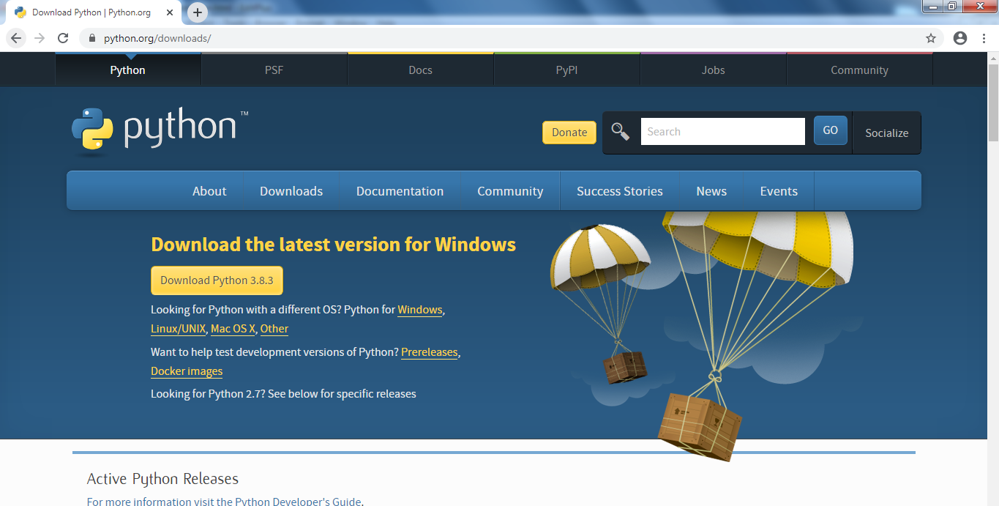 Download Python | Python.org
python.org/downloads/
Python PSF Docs PyPI Jobs Community
python™
Donate Search GO Socialize
About Downloads Documentation Community Success Stories News Events
Download the latest version for Windows
Download Python 3.8.3
Looking for Python with a different OS? Python for Windows,
Linux/UNIX, Mac OS X, Other
Want to help test development versions of Python? Prereleases,
Docker images
Looking for Python 2.7? See below for specific releases
Active Python Releases
For more information visit the Python Developer's Guide.